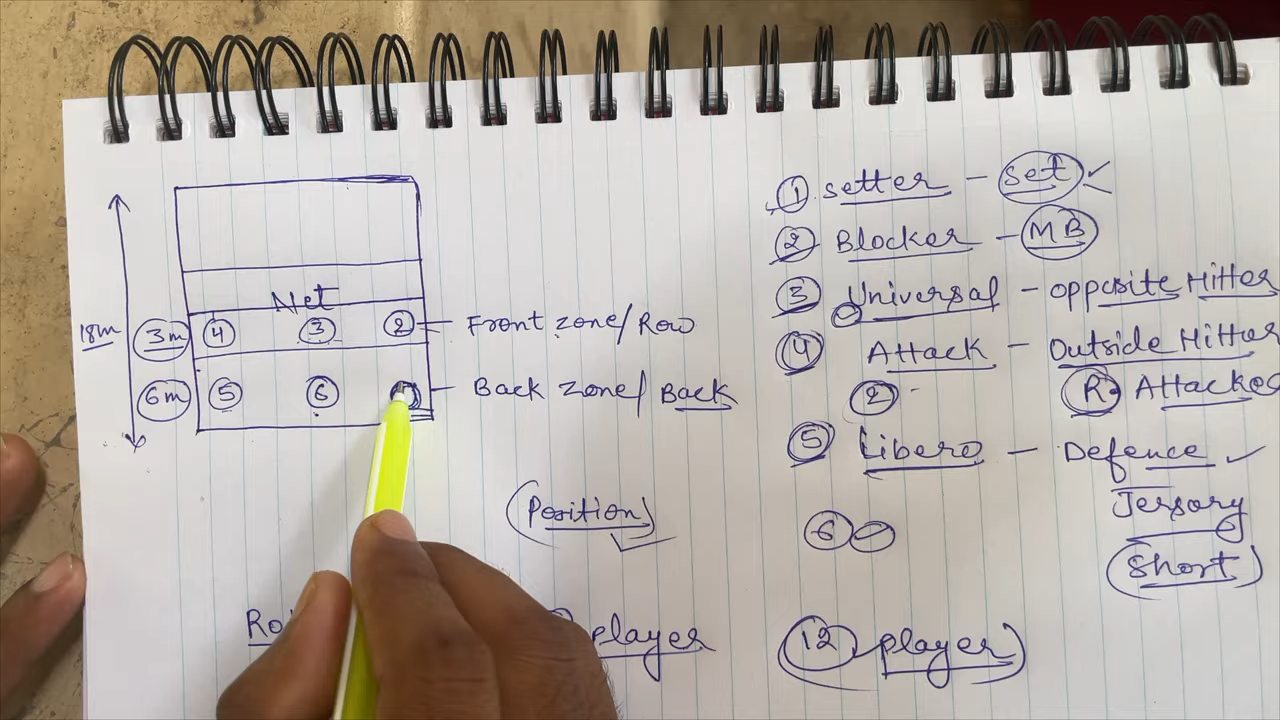 Net
18m
3m 4 3 2 Front zone/Row
6m 5 6 Back zone/Back
Position
player
1 setter - set
2 Blocker - MB
3 Universal - opposite Hitter
4 Attack - Outside Hitter
2 R. Attacker
5 Libero - Defence
Jersory
Short
6
12 player